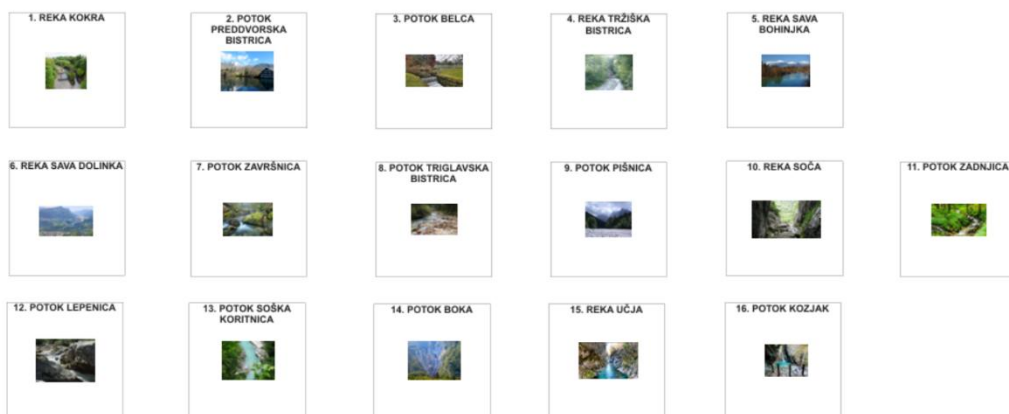 1. REKA KOKRA
2. POTOK
PREDDVORSKA
BISTRICA
3. POTOK BELCA
4. REKA TRŽIŠKA
BISTRICA
5. REKA SAVA
BOHINJKA
6. REKA SAVA DOLINKA
7. POTOK ZAVRŠNICA
8. POTOK TRIGLAVSKA
BISTRICA
9. POTOK PIŠNICA
10. REKA SOČA
11. POTOK ZADNJICA
12. POTOK LEPENICA
13. POTOK SOŠKA
KORITNICA
14. POTOK BOKA
15. REKA UČJA
16. POTOK KOZJAK